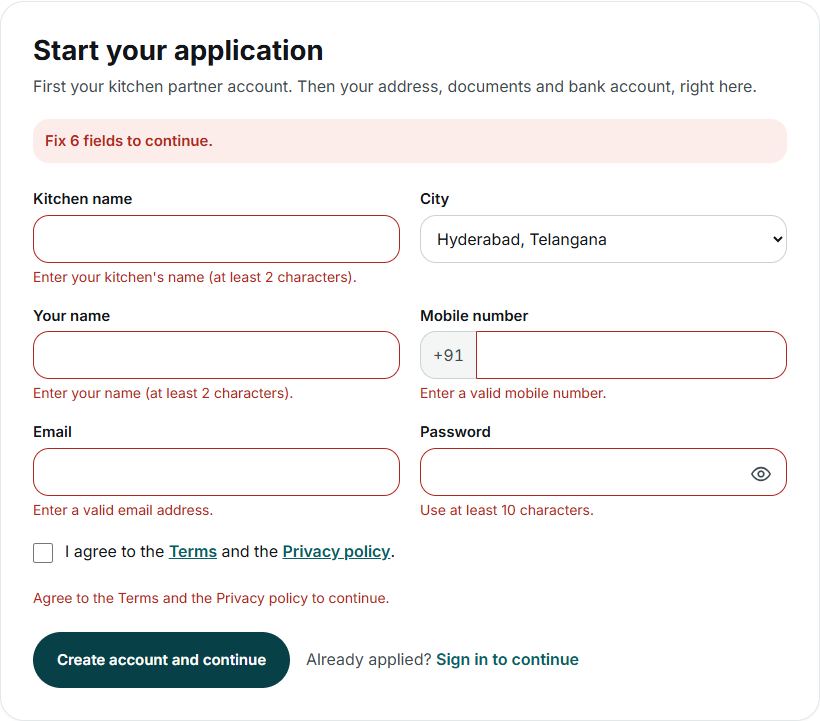 Start your application
First your kitchen partner account. Then your address, documents and bank account, right here.
Fix 6 fields to continue.
Kitchen name
City
Hyderabad, Telangana
Enter your kitchen's name (at least 2 characters).
Your name
Mobile number
+91
Enter your name (at least 2 characters).
Enter a valid mobile number.
Email
Password
Enter a valid email address.
Use at least 10 characters.
I agree to the Terms and the Privacy policy.
Agree to the Terms and the Privacy policy to continue.
Create account and continue
Already applied? Sign in to continue